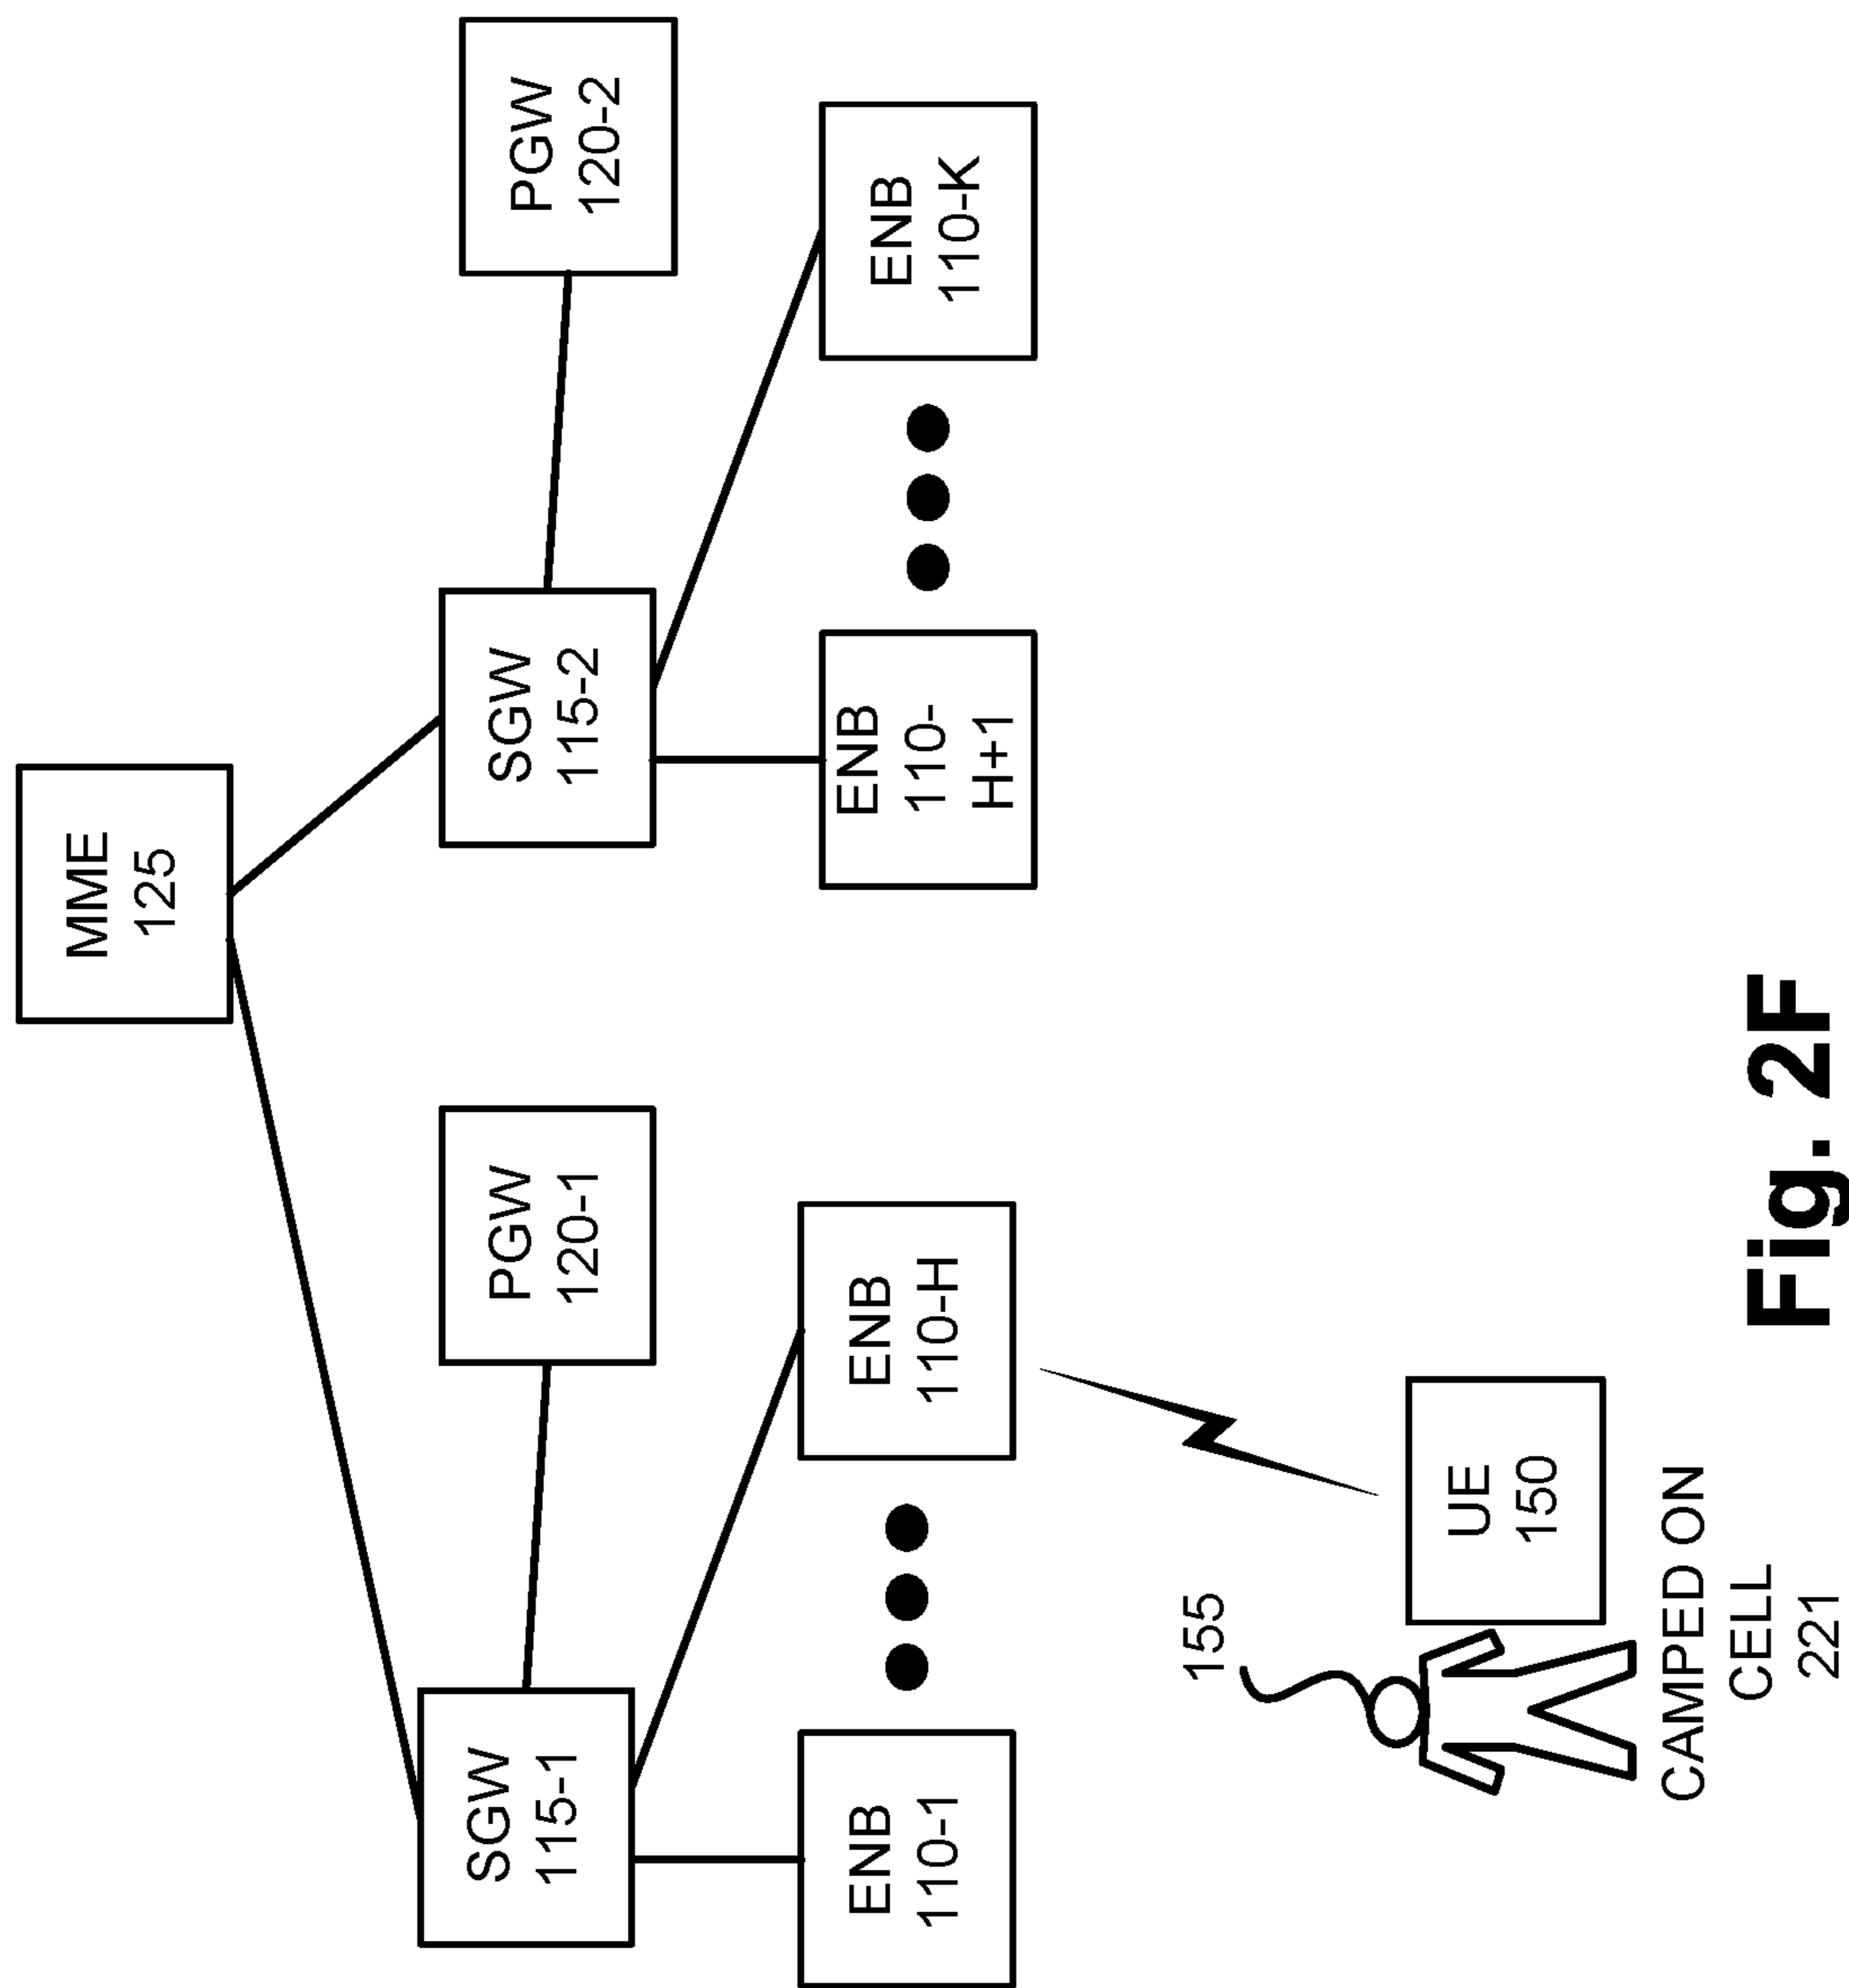 MME
125
SGW
115-1
PGW
120-1
SGW
115-2
PGW
120-2
ENB
110-1
ENB
110-H
ENB
110-
H+1
ENB
110-K
155
UE
150
CAMPED ON
CELL
221
Fig. 2F